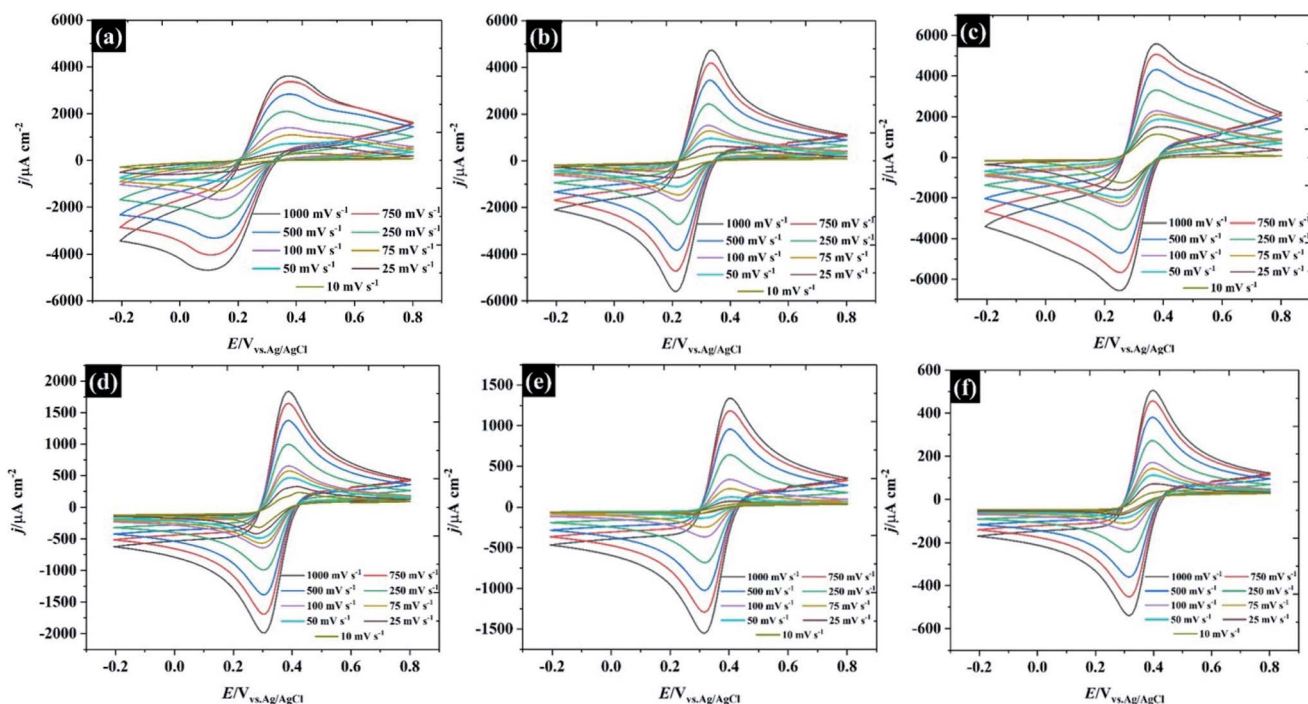 (a)
6000
4000
2000
0
-2000
-4000
-6000
j/μA cm⁻²
1000 mV s⁻¹ 750 mV s⁻¹
500 mV s⁻¹ 250 mV s⁻¹
100 mV s⁻¹ 75 mV s⁻¹
50 mV s⁻¹ 25 mV s⁻¹
10 mV s⁻¹
-0.2 0.0 0.2 0.4 0.6 0.8
E/V vs.Ag/AgCl
(b)
6000
4000
2000
0
-2000
-4000
-6000
j/μA cm⁻²
1000 mV s⁻¹ 750 mV s⁻¹
500 mV s⁻¹ 250 mV s⁻¹
100 mV s⁻¹ 75 mV s⁻¹
50 mV s⁻¹ 25 mV s⁻¹
10 mV s⁻¹
-0.2 0.0 0.2 0.4 0.6 0.8
E/V vs.Ag/AgCl
(c)
6000
4000
2000
0
-2000
-4000
-6000
j/μA cm⁻²
1000 mV s⁻¹ 750 mV s⁻¹
500 mV s⁻¹ 250 mV s⁻¹
100 mV s⁻¹ 75 mV s⁻¹
50 mV s⁻¹ 25 mV s⁻¹
10 mV s⁻¹
-0.2 0.0 0.2 0.4 0.6 0.8
E/V vs.Ag/AgCl
(d)
2000
1500
1000
500
0
-500
-1000
-1500
-2000
j/μA cm⁻²
1000 mV s⁻¹ 750 mV s⁻¹
500 mV s⁻¹ 250 mV s⁻¹
100 mV s⁻¹ 75 mV s⁻¹
50 mV s⁻¹ 25 mV s⁻¹
10 mV s⁻¹
-0.2 0.0 0.2 0.4 0.6 0.8
E/V vs.Ag/AgCl
(e)
1500
1000
500
0
-500
-1000
-1500
j/μA cm⁻²
1000 mV s⁻¹ 750 mV s⁻¹
500 mV s⁻¹ 250 mV s⁻¹
100 mV s⁻¹ 75 mV s⁻¹
50 mV s⁻¹ 25 mV s⁻¹
10 mV s⁻¹
-0.2 0.0 0.2 0.4 0.6 0.8
E/V vs.Ag/AgCl
(f)
600
400
200
0
-200
-400
-600
j/μA cm⁻²
1000 mV s⁻¹ 750 mV s⁻¹
500 mV s⁻¹ 250 mV s⁻¹
100 mV s⁻¹ 75 mV s⁻¹
50 mV s⁻¹ 25 mV s⁻¹
10 mV s⁻¹
-0.2 0.0 0.2 0.4 0.6 0.8
E/V vs.Ag/AgCl